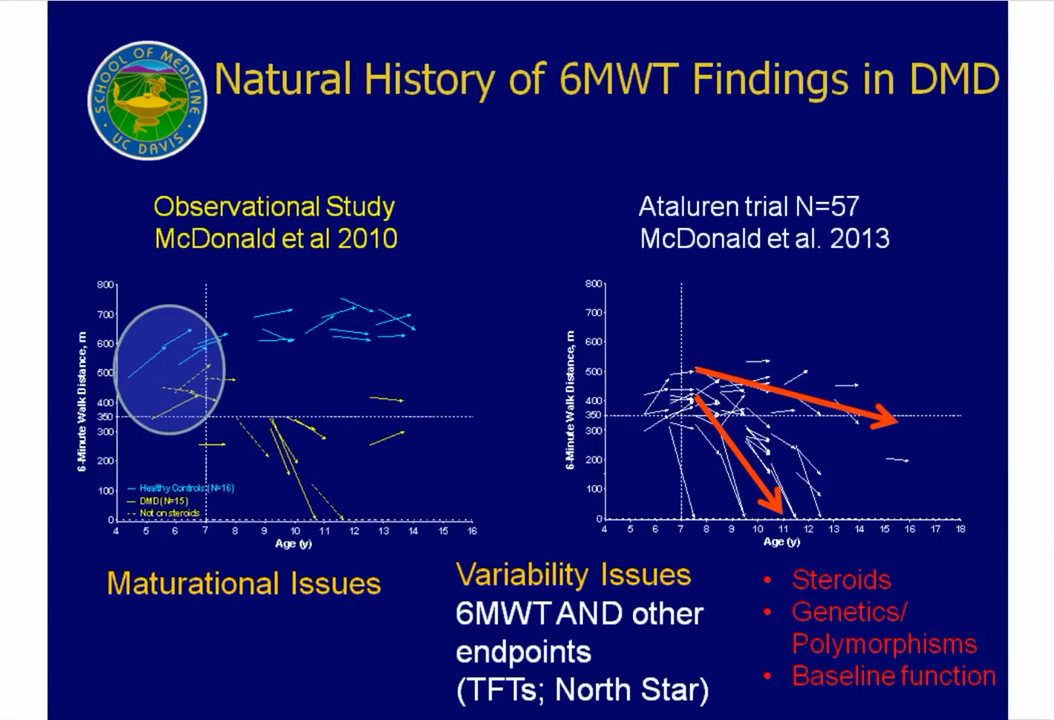 SCHOOL OF MEDICINE
UC DAVIS
Natural History of 6MWT Findings in DMD
Observational Study
McDonald et al 2010
Ataluren trial N=57
McDonald et al. 2013
6-Minute Walk Distance, m
800
700
600
500
400
350
300
200
100
0
Healthy Controls (N=16)
DMD (N=15)
Not on steroids
4 5 6 7 8 9 10 11 12 13 14 15 16
Age (y)
6-Minute Walk Distance, m
800
700
600
500
400
350
300
200
100
0
4 5 6 7 8 9 10 11 12 13 14 15 16 17 18
Age (y)
Maturational Issues
Variability Issues
6MWT AND other
endpoints
(TFTs; North Star)
• Steroids
• Genetics/
Polymorphisms
• Baseline function